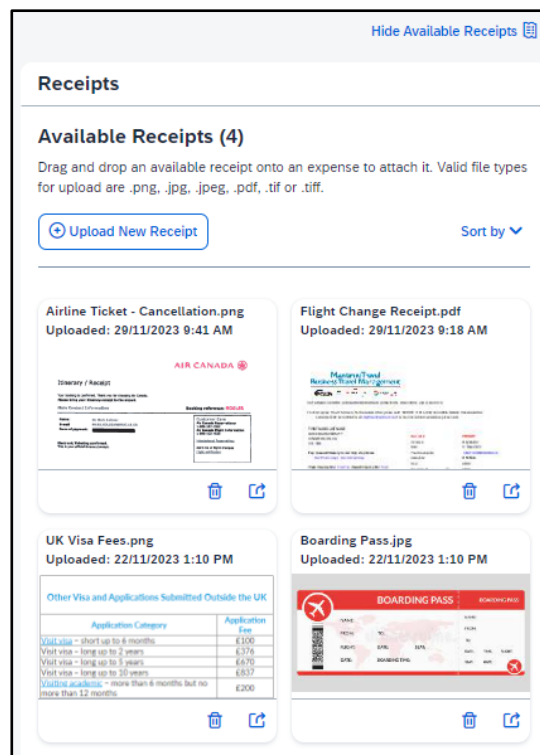 Hide Available Receipts
Receipts
Available Receipts (4)
Drag and drop an available receipt onto an expense to attach it. Valid file types
for upload are .png, .jpg, .jpeg, .pdf, .tif or .tiff.
Upload New Receipt
Sort by
Airline Ticket - Cancellation.png
Uploaded: 29/11/2023 9:41 AM
AIR CANADA
Itinerary / Receipt
Main Contact Information
Booking reference:
Flight Change Receipt.pdf
Uploaded: 29/11/2023 9:18 AM
Business Travel Management
UK Visa Fees.png
Uploaded: 22/11/2023 1:10 PM
Other Visa and Applications Submitted Outside the UK
Application Category
Application
Fee
Visit visa – short up to 6 months
£100
Visit visa – long up to 2 years
£376
Visit visa – long up to 5 years
£670
Visit visa – long up to 10 years
£837
Visiting academic – more than 6 months but no
more than 12 months
£200
Boarding Pass.jpg
Uploaded: 22/11/2023 1:10 PM
BOARDING PASS
BOARDING PASS
NAME:
FROM:
TO:
DATE:
BOARDING TIME: